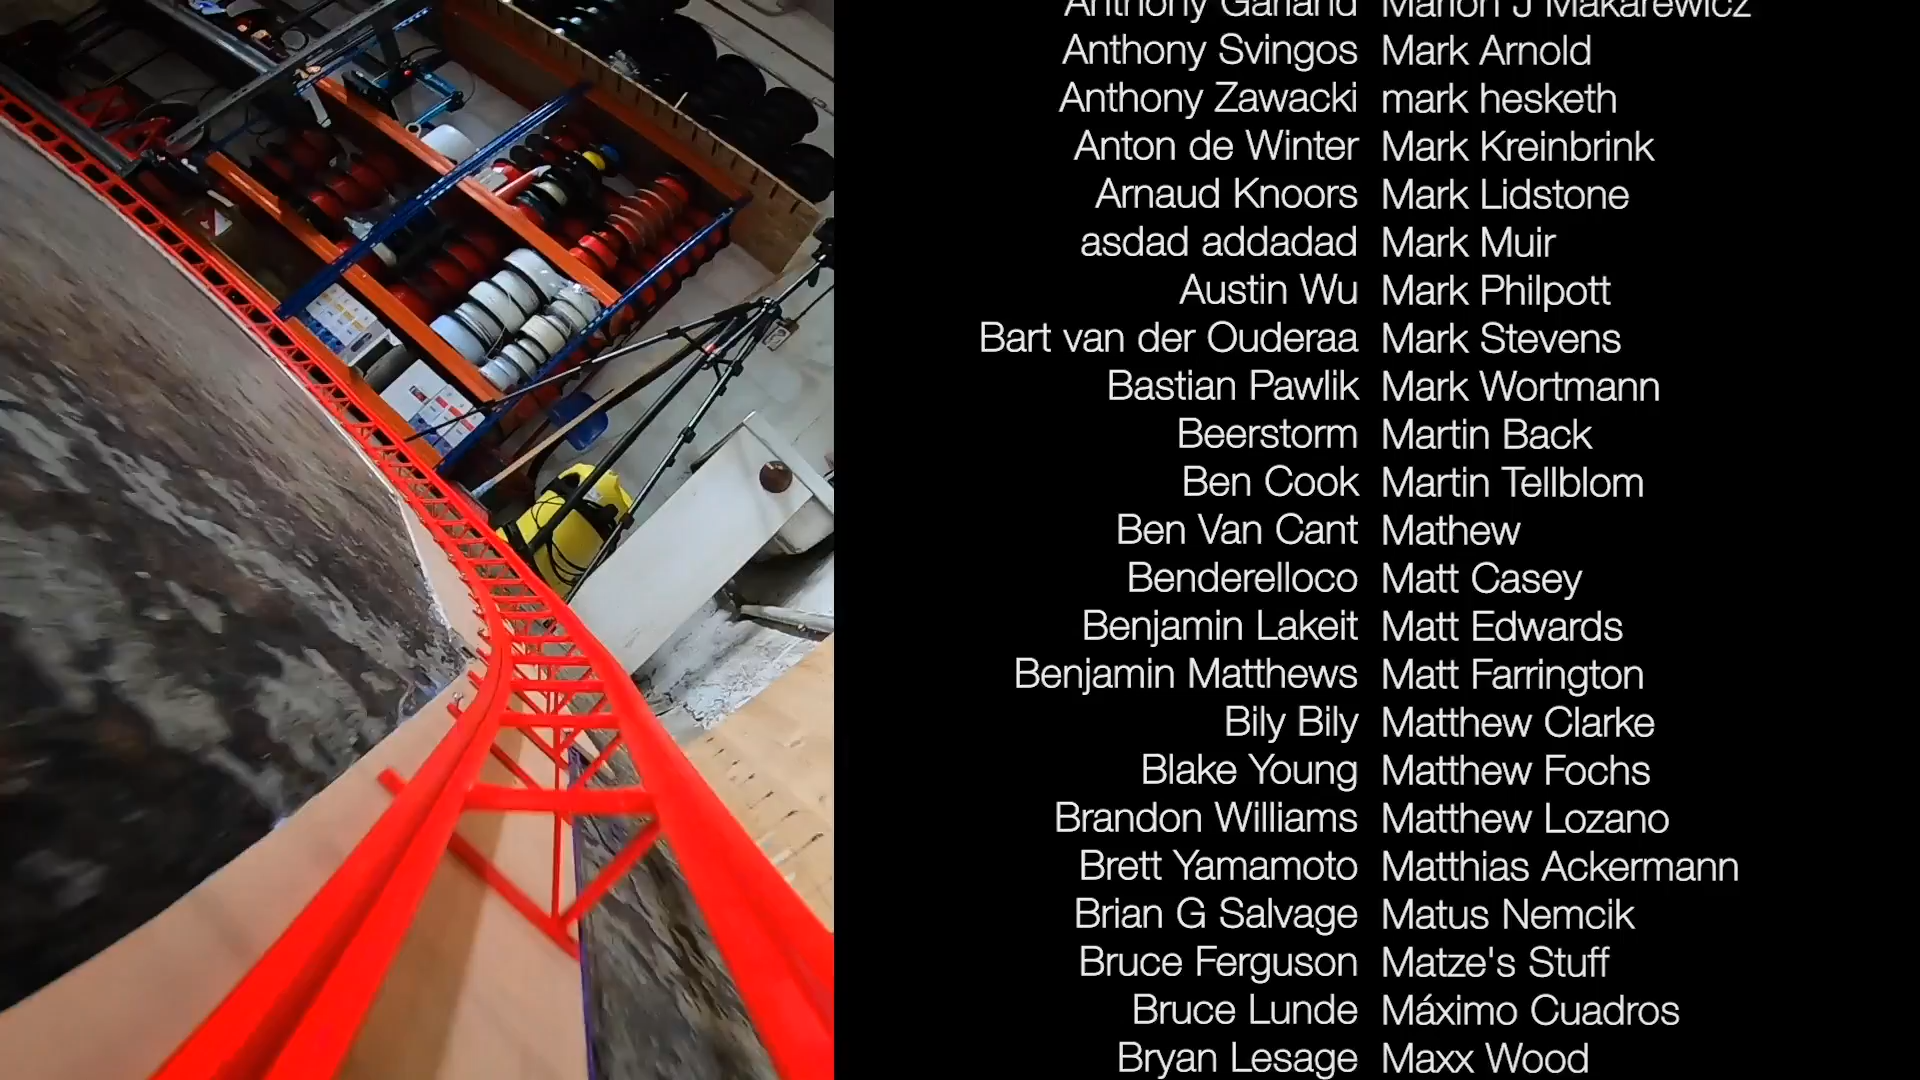 Anthony Garland Marion J Makarewicz
Anthony Svingos Mark Arnold
Anthony Zawacki mark hesketh
Anton de Winter Mark Kreinbrink
Arnaud Knoors Mark Lidstone
asdad addadad Mark Muir
Austin Wu Mark Philpott
Bart van der Ouderaa Mark Stevens
Bastian Pawlik Mark Wortmann
Beerstorm Martin Back
Ben Cook Martin Tellblom
Ben Van Cant Mathew
Benderelloco Matt Casey
Benjamin Lakeit Matt Edwards
Benjamin Matthews Matt Farrington
Bily Bily Matthew Clarke
Blake Young Matthew Fochs
Brandon Williams Matthew Lozano
Brett Yamamoto Matthias Ackermann
Brian G Salvage Matus Nemcik
Bruce Ferguson Matze's Stuff
Bruce Lunde Máximo Cuadros
Bryan Lesage Maxx Wood